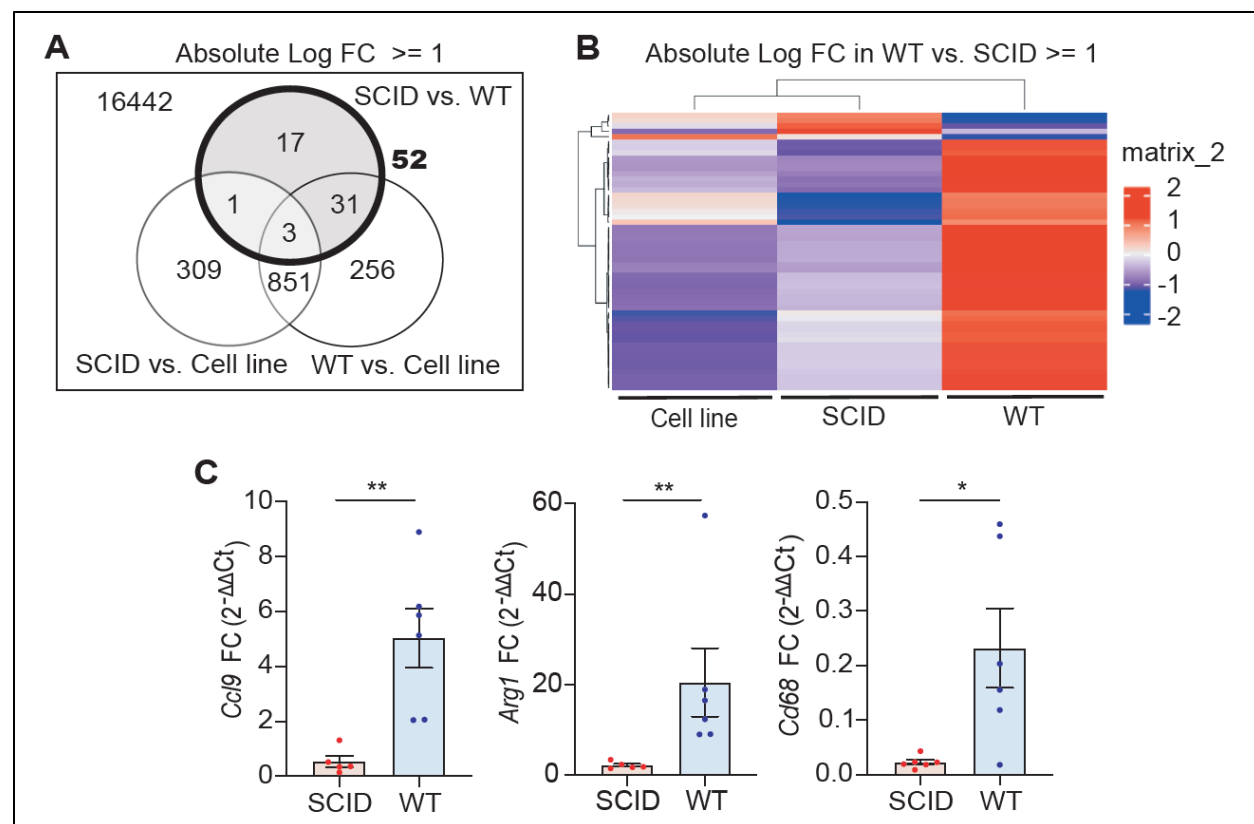 A
Absolute Log FC >= 1
16442
SCID vs. WT
17
52
1
31
3
309
851
256
SCID vs. Cell line
WT vs. Cell line
B
Absolute Log FC in WT vs. SCID >= 1
matrix_2
2
1
0
-1
-2
Cell line
SCID
WT
C
Ccl9 FC (2-ΔΔCt)
10
8
6
4
2
0
**
SCID
WT
Arg1 FC (2-ΔΔCt)
60
40
20
0
**
SCID
WT
Cd68 FC (2-ΔΔCt)
0.5
0.4
0.3
0.2
0.1
0.0
*
SCID
WT